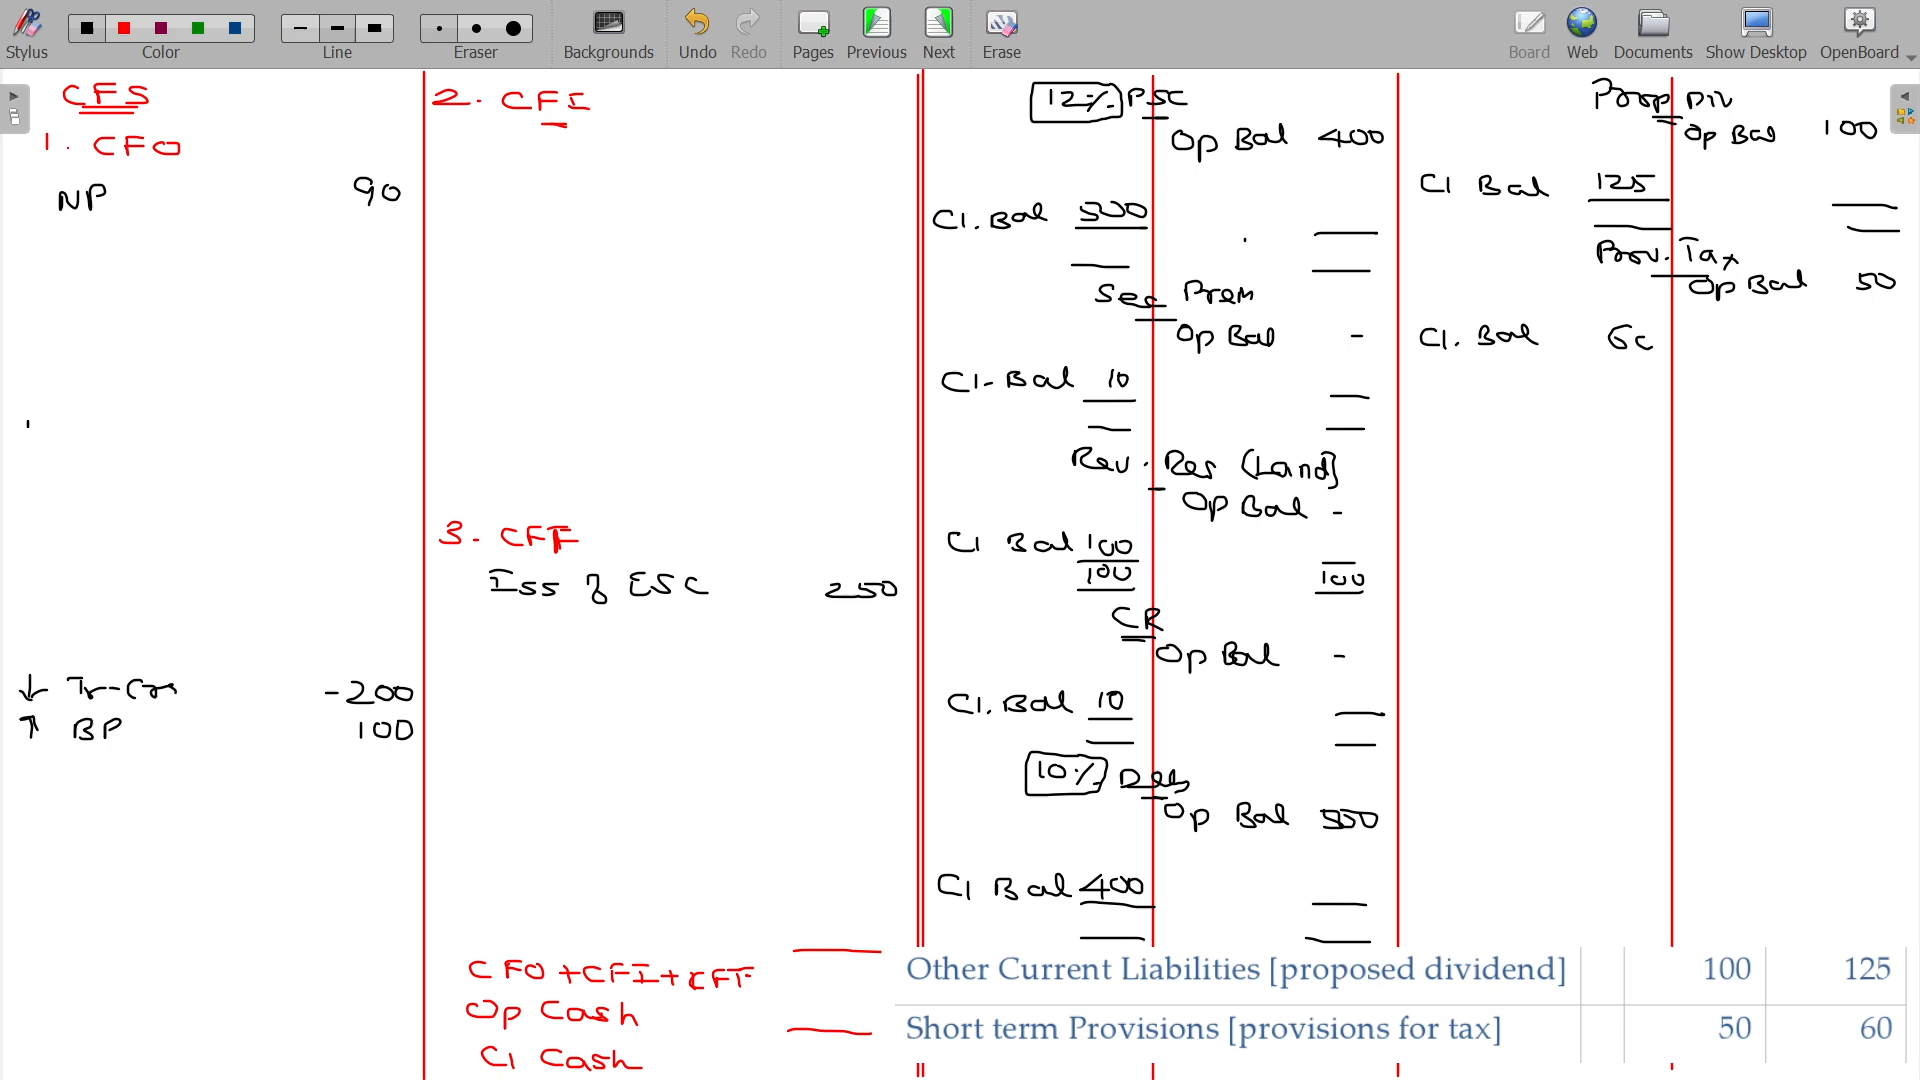 Stylus
Color
Line
Eraser
Backgrounds
Undo
Redo
Pages
Previous
Next
Erase
Board
Web
Documents
Show Desktop
OpenBoard
CFS
1. CFO
NP 90
↓ Tr-Crs -200
↑ BP 100
2. CFI
3. CFF
Iss of ESC 250
CFO+CFI+CFF
Op Cash
Cl Cash
12% PSC
Op Bal 400
Cl. Bal 500
Sec Prem
Op Bal -
Cl- Bal 10
Rev. Res (Land)
Op Bal -
Cl Bal 100
100 100
CR
Op Bal -
Cl. Bal 10
10% Deb
Op Bal 500
Cl Bal 400
Prop Div
Op Bal 100
Cl Bal 125
Prov. Tax
Op Bal 50
Cl. Bal 60
Other Current Liabilities [proposed dividend] 100 125
Short term Provisions [provisions for tax] 50 60